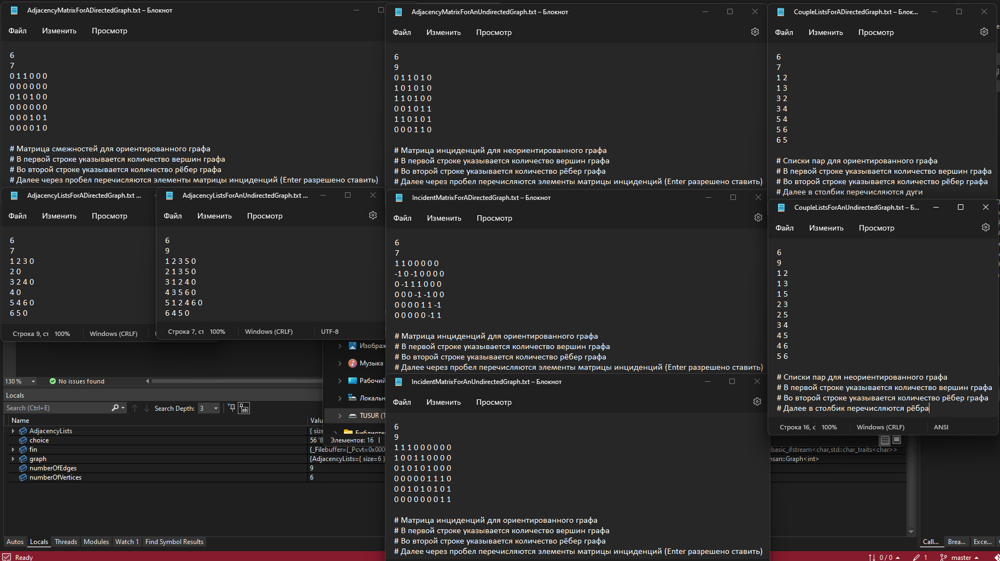 AdjacencyMatrixForADirectedGraph.txt – Блокнот
Файл Изменить Просмотр
6
7
0 1 1 0 0 0
0 0 0 0 0 0
0 1 0 1 0 0
0 0 0 0 0 0
0 0 0 1 0 1
0 0 0 0 1 0
# Матрица смежностей для ориентированного графа
# В первой строке указывается количество вершин графа
# Во второй строке указывается количество рёбер графа
# Далее через пробел перечисляются элементы матрицы инциденций (Enter разрешено ставить)
AdjacencyMatrixForAnUndirectedGraph.txt – Блокнот
Файл Изменить Просмотр
6
9
0 1 1 0 1 0
1 0 1 0 1 0
1 1 0 1 0 0
0 0 1 0 1 1
1 1 0 1 0 1
0 0 0 1 1 0
# Матрица инциденций для неориентированного графа
# В первой строке указывается количество вершин графа
# Во второй строке указывается количество рёбер графа
# Далее через пробел перечисляются элементы матрицы инциденций (Enter разрешено ставить)
CoupleListsForADirectedGraph.txt – Блок...
Файл Изменить Просмотр
6
7
1 2
1 3
3 2
3 4
5 4
5 6
6 5
# Списки пар для ориентированного графа
# В первой строке указывается количество вершин графа
# Во второй строке указывается количество рёбер графа
# Далее в столбик перечисляются дуги
AdjacencyListsForADirectedGraph.txt ...
Файл Изменить Просмотр
6
7
1 2 3 0
2 0
3 2 4 0
4 0
5 4 6 0
6 5 0
Строка 9, ст 100% Windows (CRLF)
AdjacencyListsForAnUndirectedGraph.txt ...
Файл Изменить Просмотр
6
9
1 2 3 5 0
2 1 3 5 0
3 1 2 4 0
4 3 5 6 0
5 1 2 4 6 0
6 4 5 0
Строка 7, ст 100% Windows (CRLF) UTF-8
IncidentMatrixForADirectedGraph.txt – Блокнот
Файл Изменить Просмотр
6
7
1 1 0 0 0 0 0
-1 0 -1 0 0 0 0
0 -1 1 1 0 0 0
0 0 0 -1 -1 0 0
0 0 0 0 1 1 -1
0 0 0 0 0 -1 1
# Матрица инциденций для ориентированного графа
# В первой строке указывается количество вершин графа
# Во второй строке указывается количество рёбер графа
# Далее через пробел перечисляются элементы матрицы инциденций (Enter разрешено ставить)
CoupleListsForAnUndirectedGraph.txt – Б...
Файл Изменить Просмотр
6
9
1 2
1 3
1 5
2 3
2 5
3 4
4 5
4 6
5 6
# Списки пар для неориентированного графа
# В первой строке указывается количество вершин графа
# Во второй строке указывается количество рёбер графа
# Далее в столбик перечисляются рёбра
Строка 16, с 100% Windows (CRLF) ANSI
IncidentMatrixForAnUndirectedGraph.txt – Блокнот
Файл Изменить Просмотр
6
9
1 1 1 0 0 0 0 0 0
1 0 0 1 1 0 0 0 0
0 1 0 1 0 1 0 0 0
0 0 0 0 0 1 1 1 0
0 0 1 0 1 0 1 0 1
0 0 0 0 0 0 0 1 1
# Матрица инциденций для ориентированного графа
# В первой строке указывается количество вершин графа
# Во второй строке указывается количество рёбер графа
# Далее через пробел перечисляются элементы матрицы инциденций (Enter разрешено ставить)
Изображ
Музыка
Рабочий
Локальн
TUSUR (T
Библиотек
Элементов: 16
130 % No issues found
Locals
Search (Ctrl+E) Search Depth: 3
Name Valu
AdjacencyLists { size
choice 56 '8
fin {_Filebuffer={_Pcvt=0x000 :basic_ifstream<char,std::char_traits<char>>
graph {AdjacencyLists={ size=6 } nsan::Graph<int>
numberOfEdges 9
numberOfVertices 6
Autos Locals Threads Modules Watch 1 Find Symbol Results
Call... Brea... Exce...
Ready 0 / 0 1 master